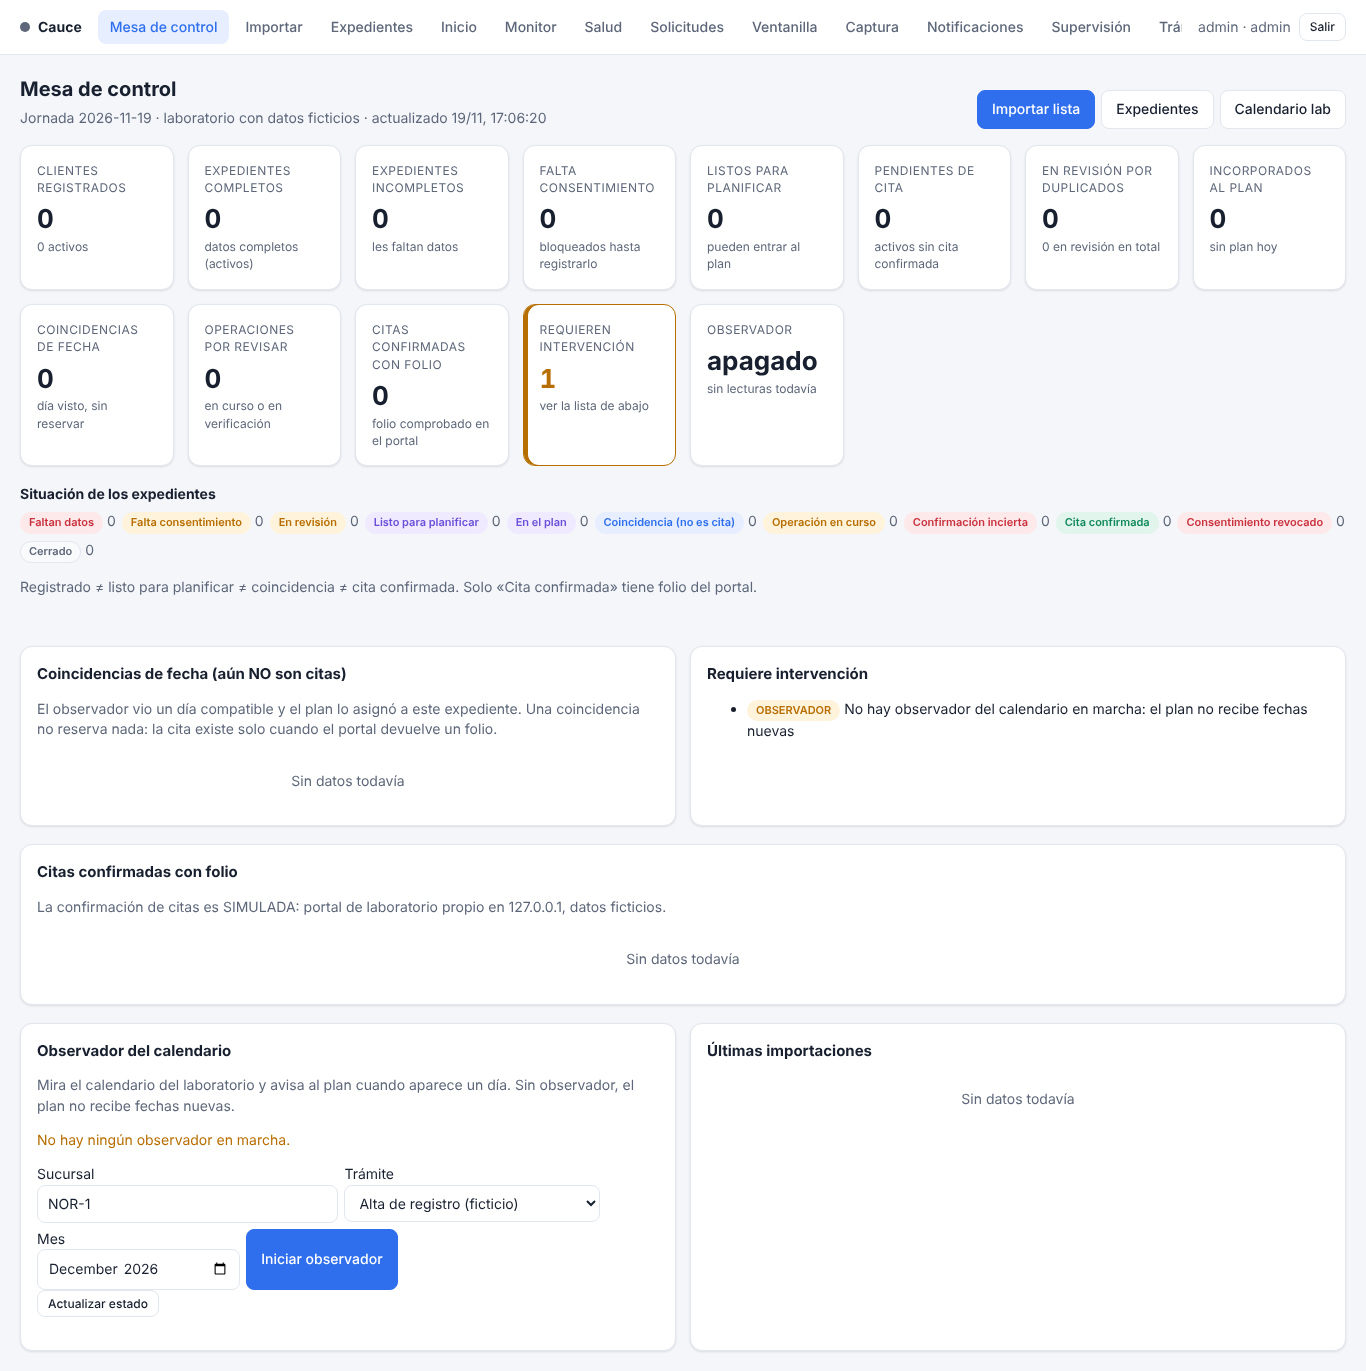 Cauce
Mesa de control
Importar
Expedientes
Inicio
Monitor
Salud
Solicitudes
Ventanilla
Captura
Notificaciones
Supervisión
Trá
admin · admin
Salir
Mesa de control
Jornada 2026-11-19 · laboratorio con datos ficticios · actualizado 19/11, 17:06:20
Importar lista
Expedientes
Calendario lab
CLIENTES
REGISTRADOS
0
0 activos
EXPEDIENTES
COMPLETOS
0
datos completos
(activos)
EXPEDIENTES
INCOMPLETOS
0
les faltan datos
FALTA
CONSENTIMIENTO
0
bloqueados hasta
registrarlo
LISTOS PARA
PLANIFICAR
0
pueden entrar al
plan
PENDIENTES DE
CITA
0
activos sin cita
confirmada
EN REVISIÓN POR
DUPLICADOS
0
0 en revisión en total
INCORPORADOS
AL PLAN
0
sin plan hoy
COINCIDENCIAS
DE FECHA
0
día visto, sin
reservar
OPERACIONES
POR REVISAR
0
en curso o en
verificación
CITAS
CONFIRMADAS
CON FOLIO
0
folio comprobado en
el portal
REQUIEREN
INTERVENCIÓN
1
ver la lista de abajo
OBSERVADOR
apagado
sin lecturas todavía
Situación de los expedientes
Faltan datos 0 Falta consentimiento 0 En revisión 0 Listo para planificar 0 En el plan 0 Coincidencia (no es cita) 0 Operación en curso 0 Confirmación incierta 0 Cita confirmada 0 Consentimiento revocado 0
Cerrado 0
Registrado ≠ listo para planificar ≠ coincidencia ≠ cita confirmada. Solo «Cita confirmada» tiene folio del portal.
Coincidencias de fecha (aún NO son citas)
El observador vio un día compatible y el plan lo asignó a este expediente. Una coincidencia
no reserva nada: la cita existe solo cuando el portal devuelve un folio.
Sin datos todavía
Requiere intervención
• OBSERVADOR No hay observador del calendario en marcha: el plan no recibe fechas
nuevas
Citas confirmadas con folio
La confirmación de citas es SIMULADA: portal de laboratorio propio en 127.0.0.1, datos ficticios.
Sin datos todavía
Observador del calendario
Mira el calendario del laboratorio y avisa al plan cuando aparece un día. Sin observador, el
plan no recibe fechas nuevas.
No hay ningún observador en marcha.
Sucursal
NOR-1
Trámite
Alta de registro (ficticio)
Mes
December 2026
Iniciar observador
Actualizar estado
Últimas importaciones
Sin datos todavía